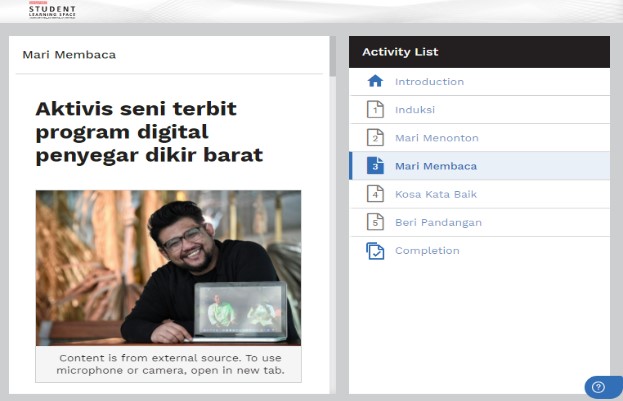 STUDENT
LEARNING SPACE
Mari Membaca
Aktivis seni terbit
program digital
penyegar dikir barat
Content is from external source. To use
microphone or camera, open in new tab.
Activity List
Introduction
1 Induksi
2 Mari Menonton
3 Mari Membaca
4 Kosa Kata Baik
5 Beri Pandangan
Completion
?